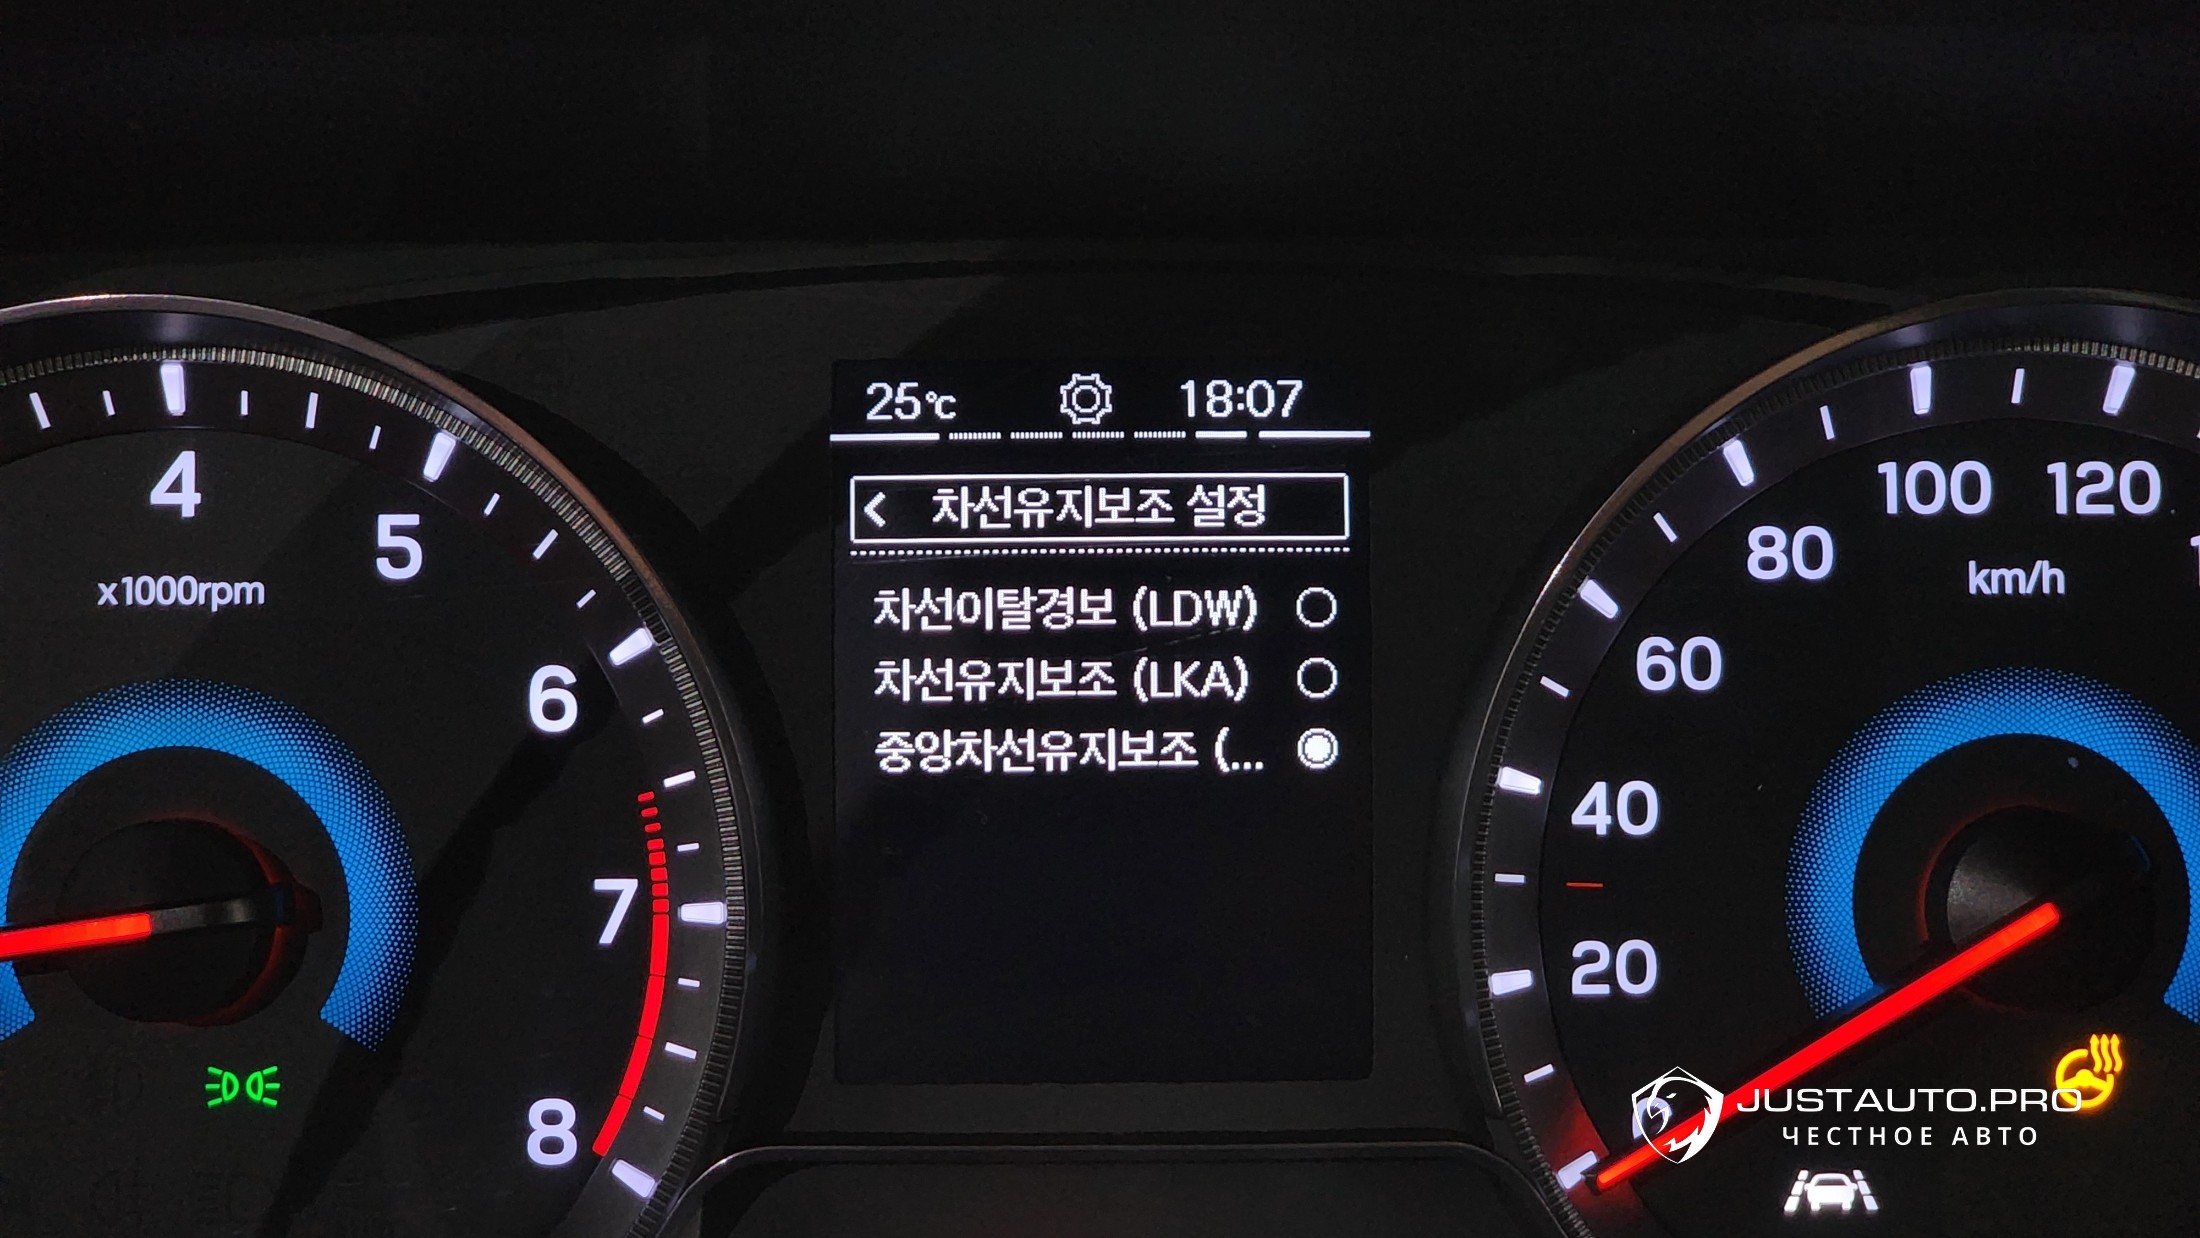 25℃ 18:07
< 차선유지보조 설정
차선이탈경보 (LDW)
차선유지보조 (LKA)
중앙차선유지보조 (...
4
5
x1000rpm
6
7
8
100
120
80
km/h
60
40
20
JUSTAUTO.PRO
ЧЕСТНОЕ АВТО